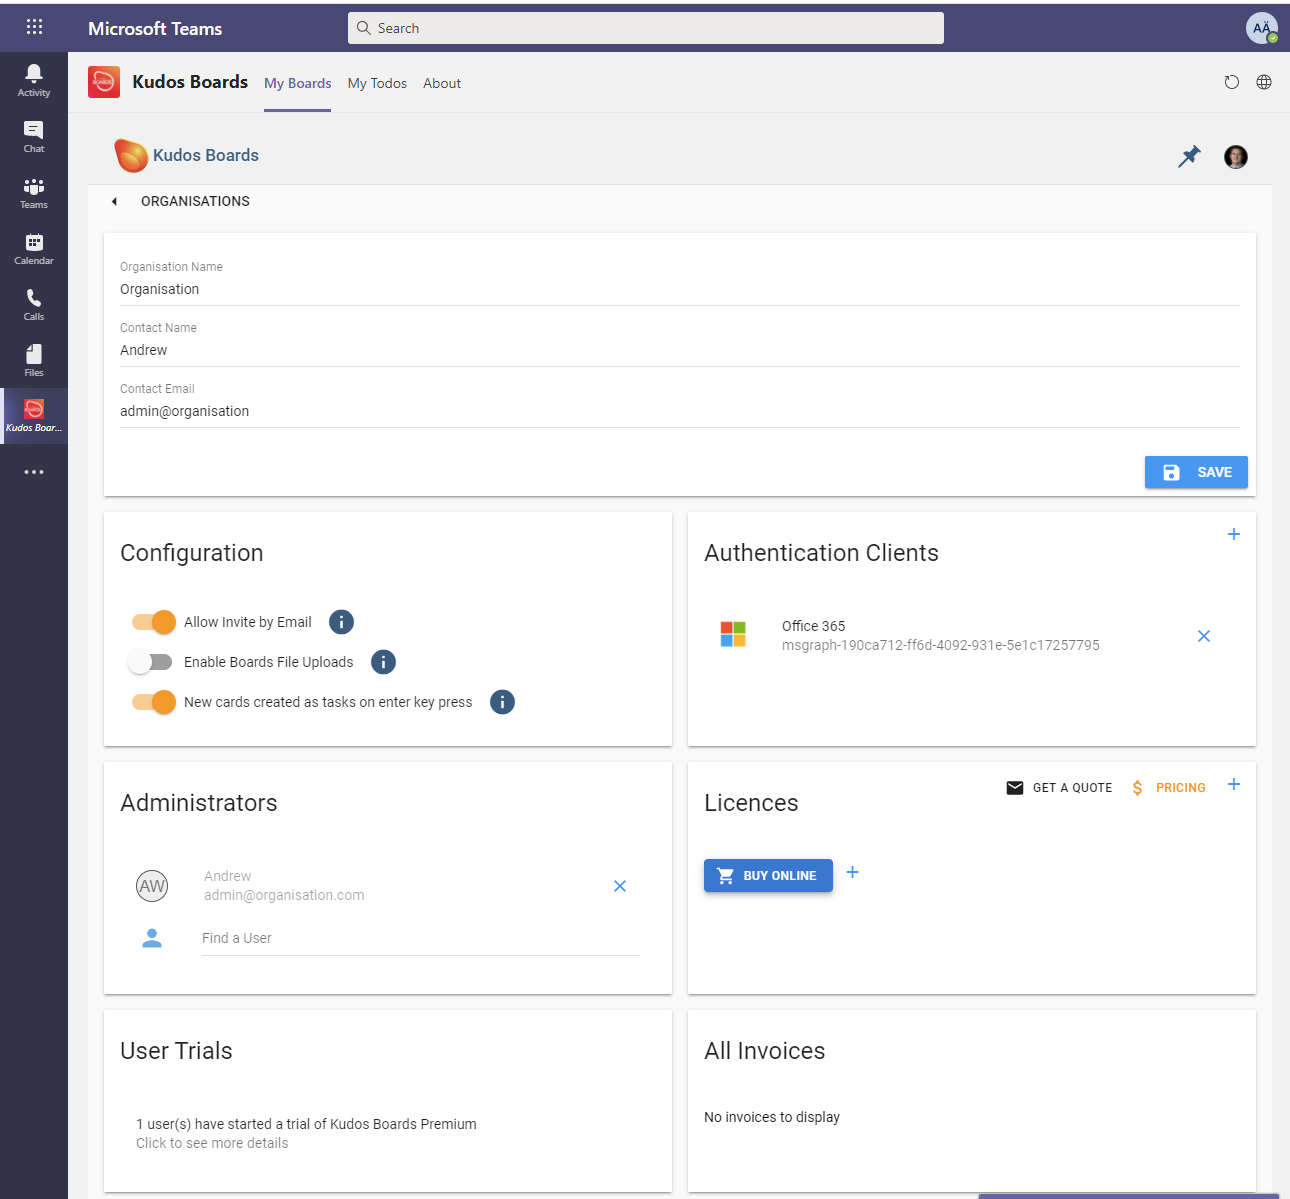 Microsoft Teams
Search
AÄ
Activity
Chat
Teams
Calendar
Calls
Files
Kudos Boar...
BOARDS
Kudos Boards
My Boards
My Todos
About
Kudos Boards
ORGANISATIONS
Organisation Name
Organisation
Contact Name
Andrew
Contact Email
admin@organisation
SAVE
Configuration
Allow Invite by Email
Enable Boards File Uploads
New cards created as tasks on enter key press
Authentication Clients
Office 365
msgraph-190ca712-ff6d-4092-931e-5e1c17257795
Administrators
AW
Andrew
admin@organisation.com
Find a User
Licences
GET A QUOTE
$ PRICING
BUY ONLINE
User Trials
1 user(s) have started a trial of Kudos Boards Premium
Click to see more details
All Invoices
No invoices to display